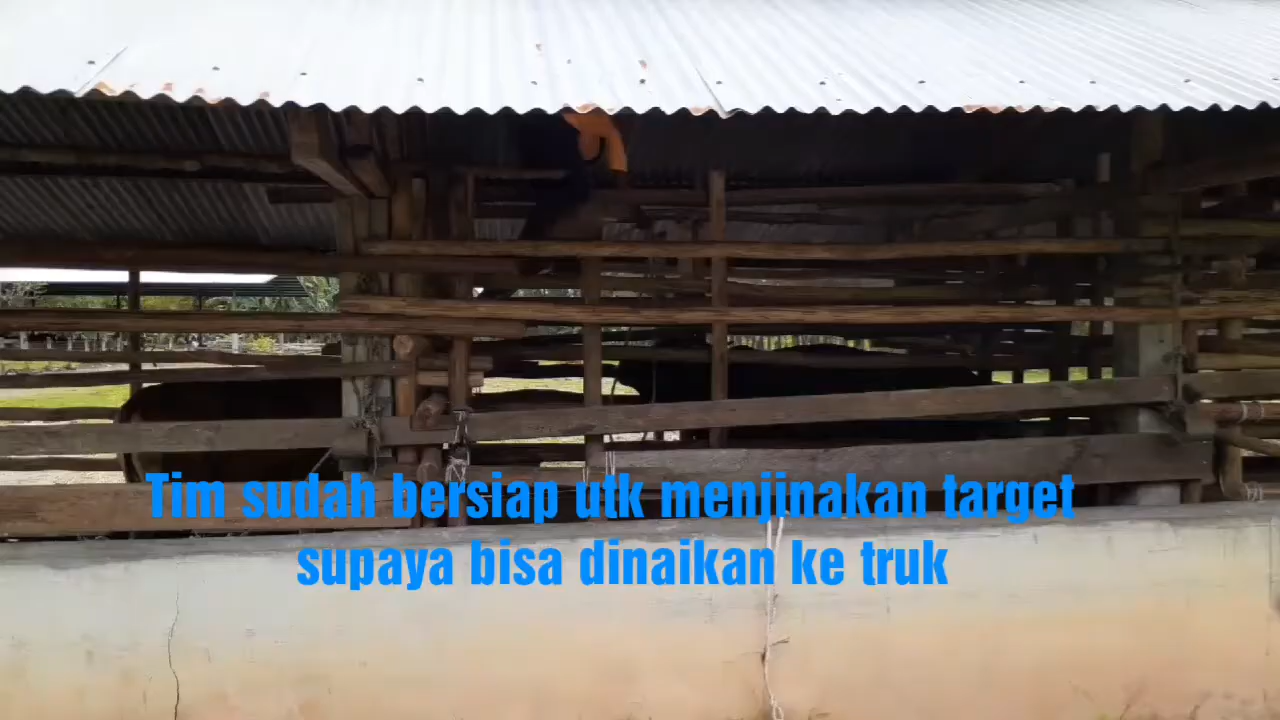 Tim sudah bersiap utk menjinakan target
supaya bisa dinaikan ke truk